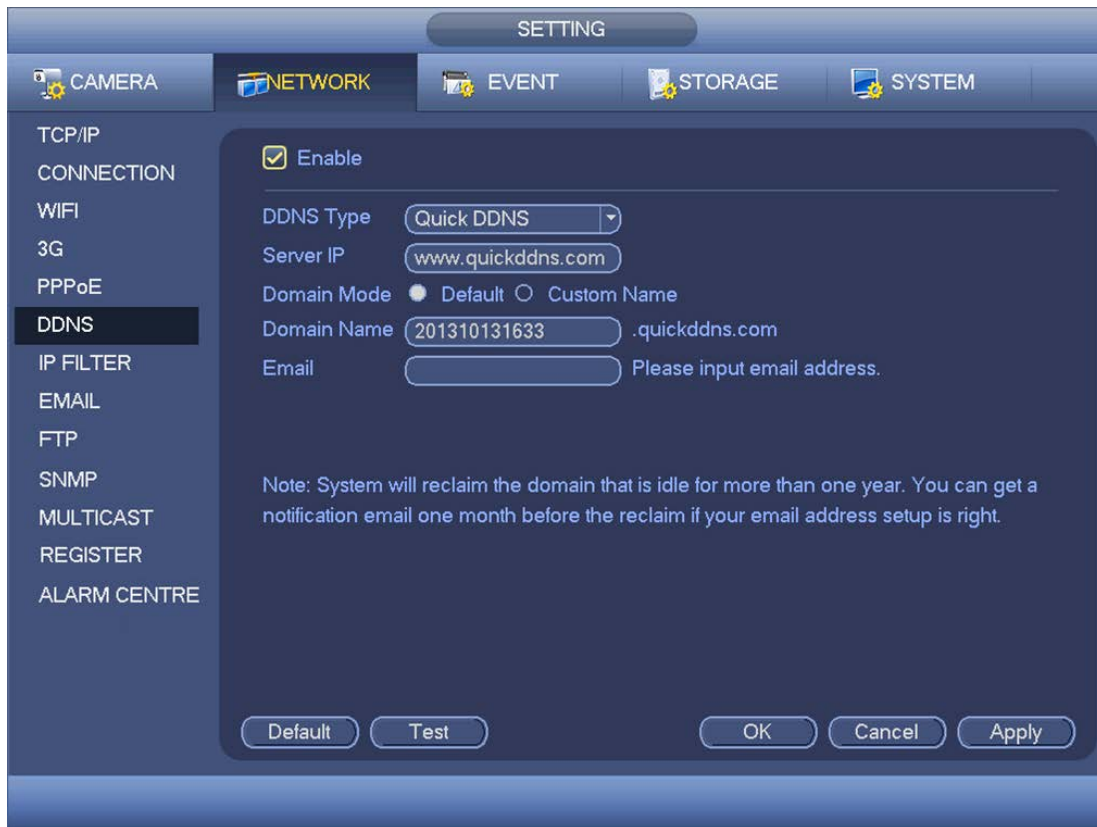 SETTING
CAMERA NETWORK EVENT STORAGE SYSTEM
TCP/IP
CONNECTION
WIFI
3G
PPPoE
DDNS
IP FILTER
EMAIL
FTP
SNMP
MULTICAST
REGISTER
ALARM CENTRE
Enable
DDNS Type Quick DDNS
Server IP www.quickddns.com
Domain Mode Default Custom Name
Domain Name 201310131633 .quickddns.com
Email Please input email address.
Note: System will reclaim the domain that is idle for more than one year. You can get a
notification email one month before the reclaim if your email address setup is right.
Default Test OK Cancel Apply